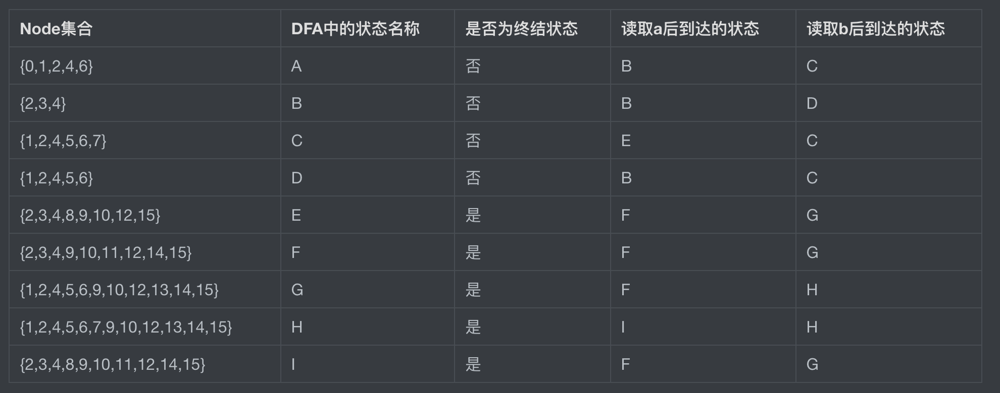 Node集合 DFA中的状态名称 是否为终结状态 读取a后到达的状态 读取b后到达的状态
{0,1,2,4,6} A 否 B C
{2,3,4} B 否 B D
{1,2,4,5,6,7} C 否 E C
{1,2,4,5,6} D 否 B C
{2,3,4,8,9,10,12,15} E 是 F G
{2,3,4,9,10,11,12,14,15} F 是 F G
{1,2,4,5,6,9,10,12,13,14,15} G 是 F H
{1,2,4,5,6,7,9,10,12,13,14,15} H 是 I H
{2,3,4,8,9,10,11,12,14,15} I 是 F G